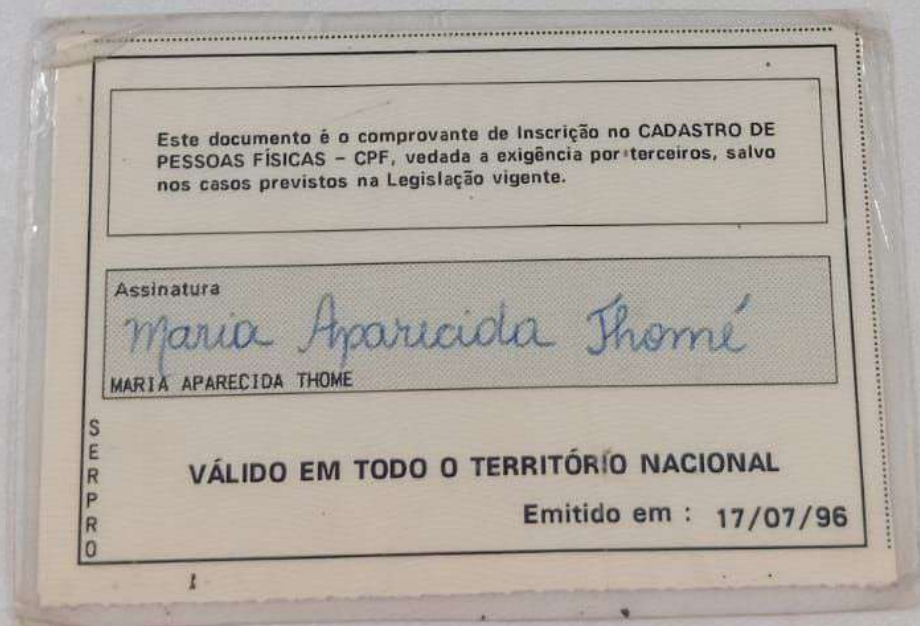 Este documento é o comprovante de Inscrição no CADASTRO DE
PESSOAS FÍSICAS – CPF, vedada a exigência por terceiros, salvo
nos casos previstos na Legislação vigente.
Assinatura
Maria Aparecida Thomé
MARIA APARECIDA THOME
SERPRO
VÁLIDO EM TODO O TERRITÓRIO NACIONAL
Emitido em : 17/07/96